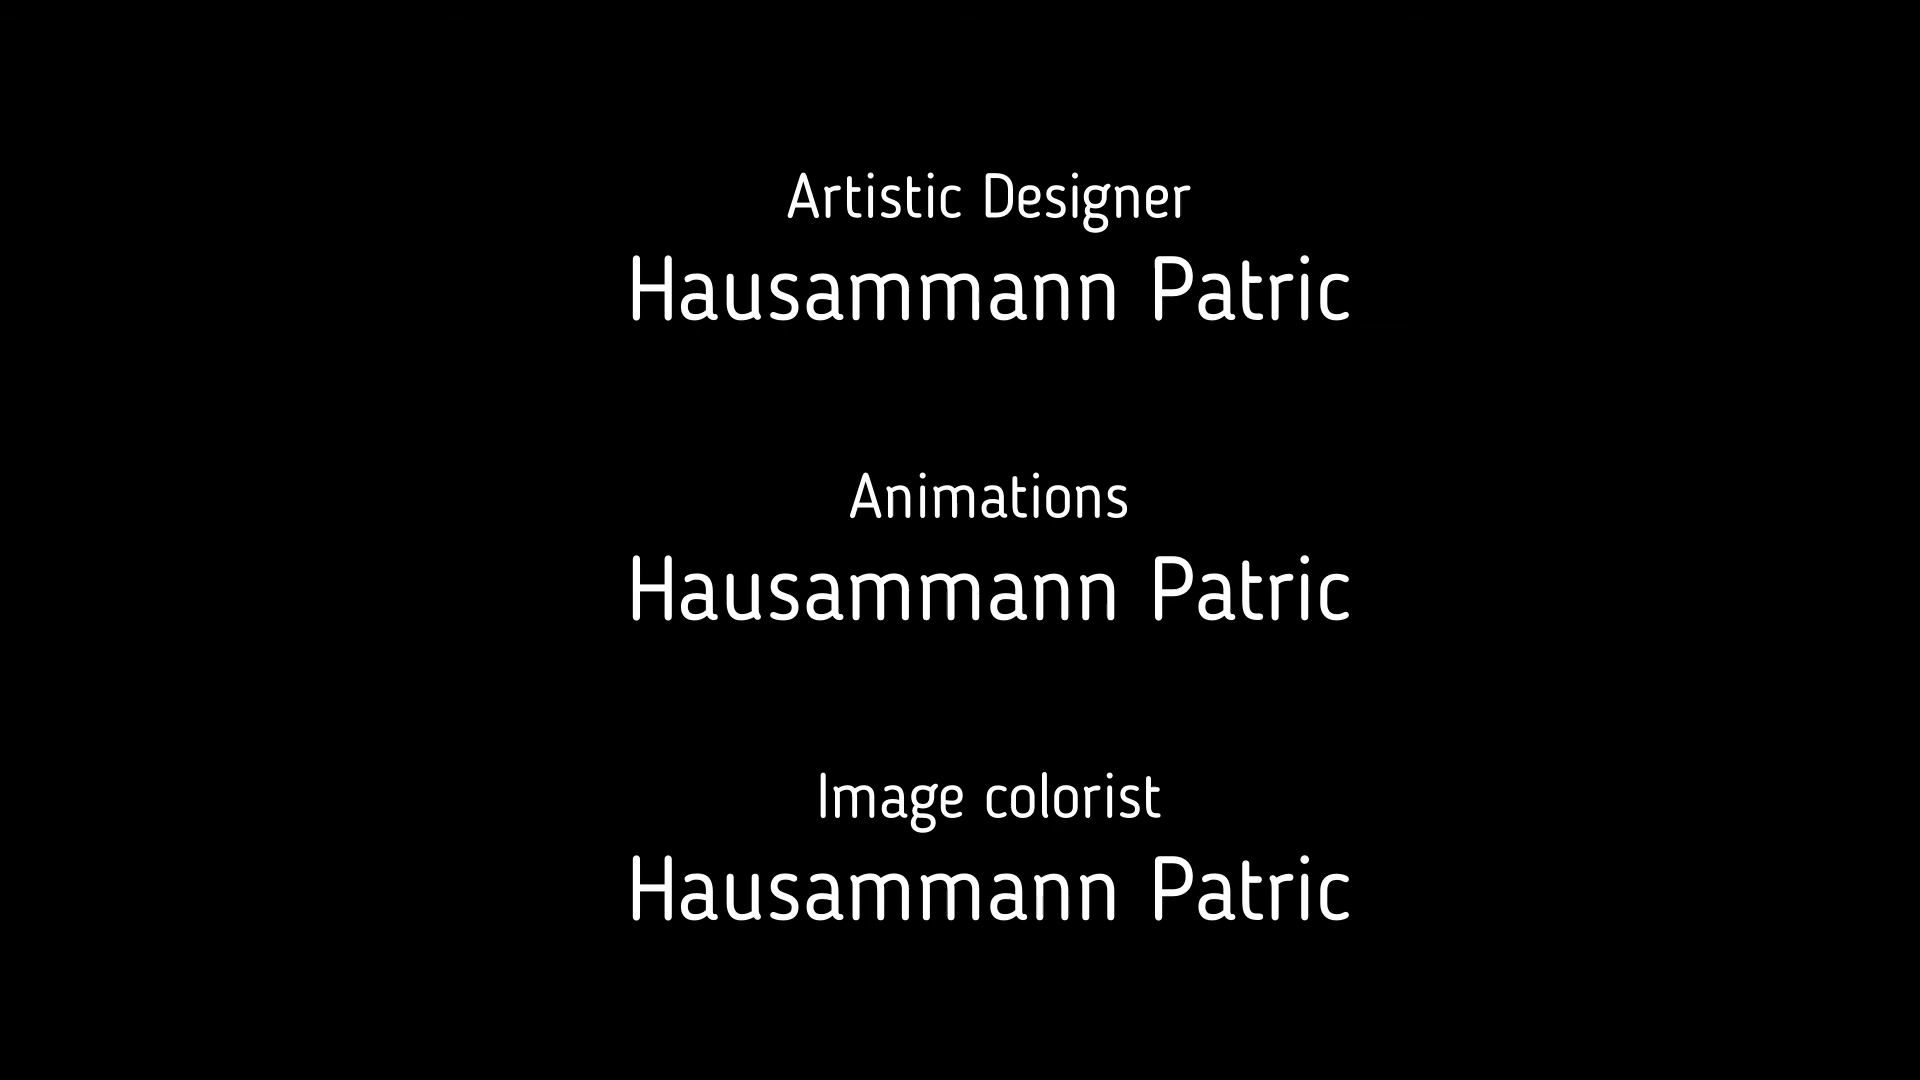 Artistic Designer
Hausammann Patric
Animations
Hausammann Patric
Image colorist
Hausammann Patric